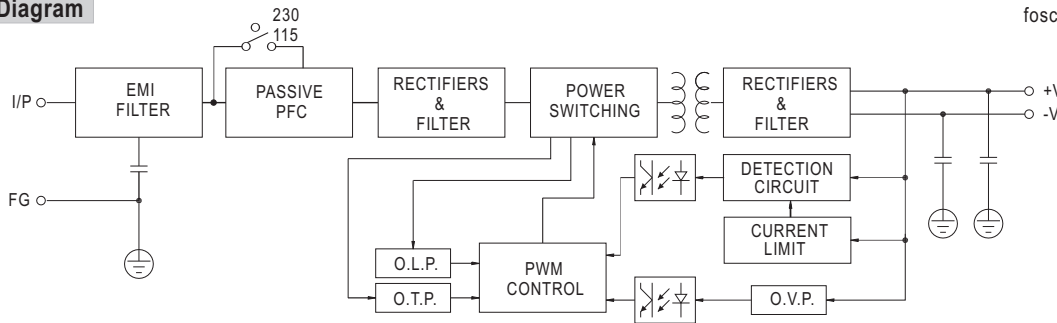 Diagram
fosc
230
115
I/P
EMI
FILTER
PASSIVE
PFC
RECTIFIERS
&
FILTER
POWER
SWITCHING
RECTIFIERS
&
FILTER
+V
-V
FG
DETECTION
CIRCUIT
CURRENT
LIMIT
O.L.P.
O.T.P.
PWM
CONTROL
O.V.P.